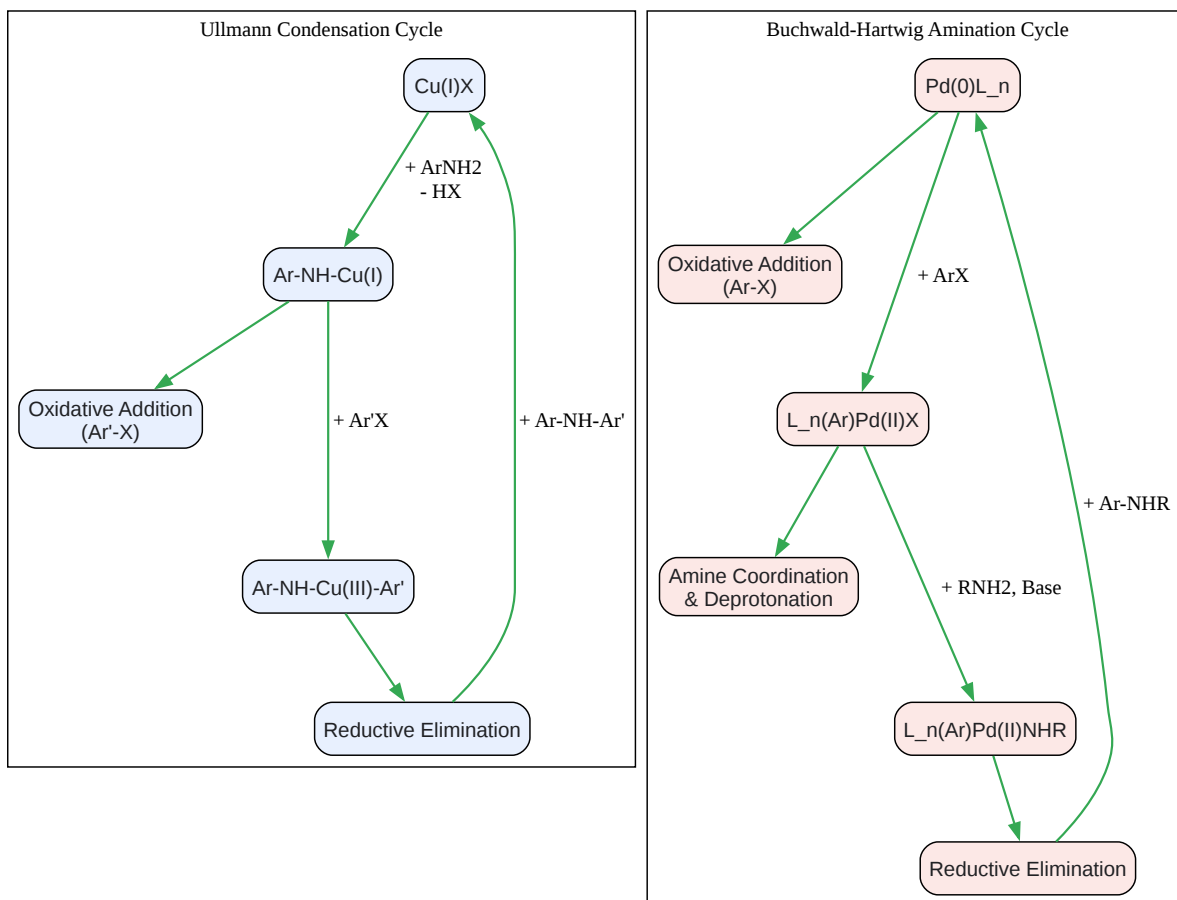 Ullmann Condensation Cycle
Cu(I)X
+ ArNH2
- HX
Ar-NH-Cu(I)
Oxidative Addition
(Ar'-X)
+ Ar'X
+ Ar-NH-Ar'
Ar-NH-Cu(III)-Ar'
Reductive Elimination
Buchwald-Hartwig Amination Cycle
Pd(0)L_n
Oxidative Addition
(Ar-X)
+ ArX
L_n(Ar)Pd(II)X
+ Ar-NHR
Amine Coordination
& Deprotonation
+ RNH2, Base
L_n(Ar)Pd(II)NHR
Reductive Elimination